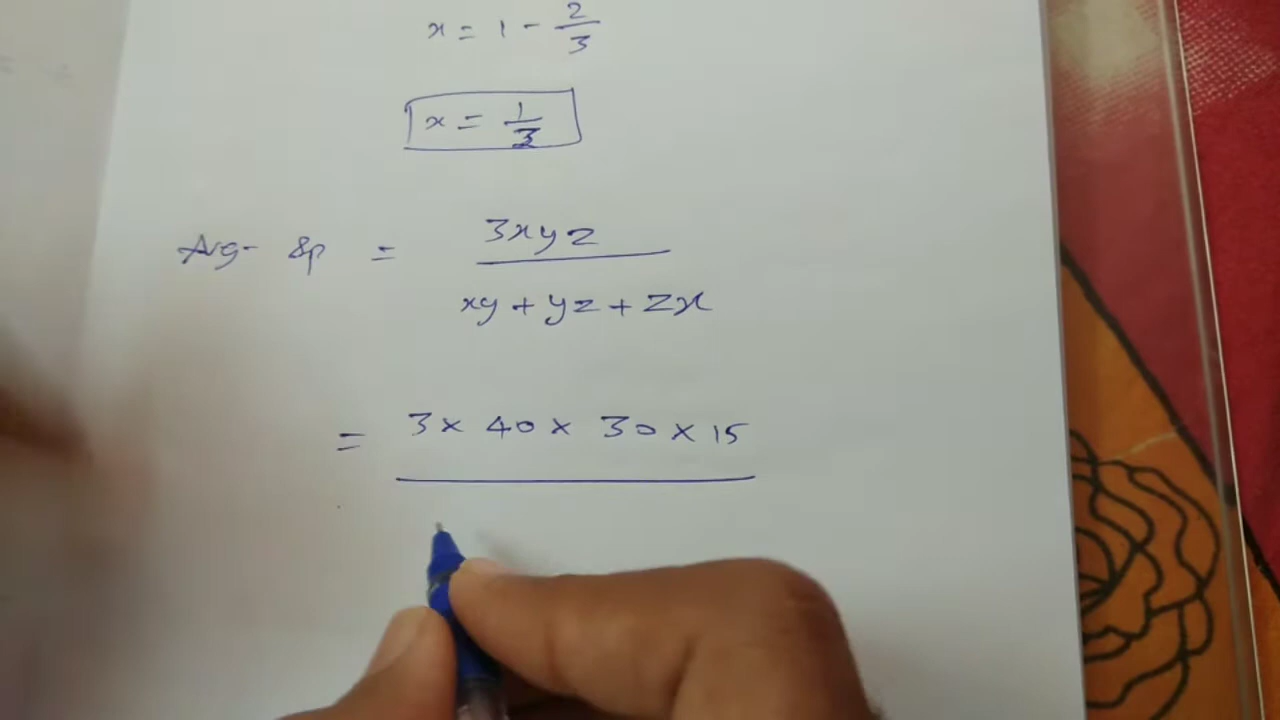 x = 1 - 2/3
x = 1/3
Avg- Sp = 3xyz / xy + yz + zx
= 3 x 40 x 30 x 15